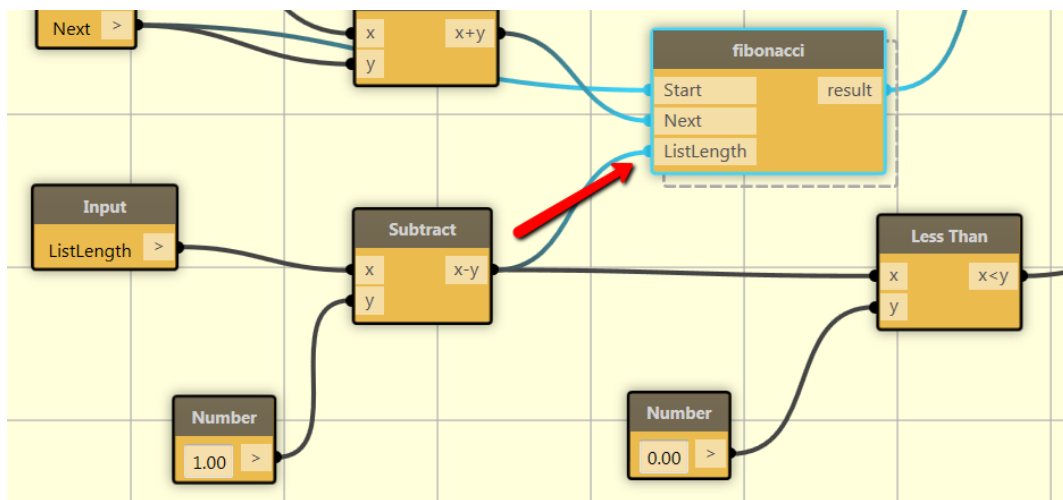 Next >
x x+y
y
fibonacci
Start result
Next
ListLength
Input
ListLength >
Subtract
x x-y
y
Less Than
x x<y
y
Number
1.00 >
Number
0.00 >